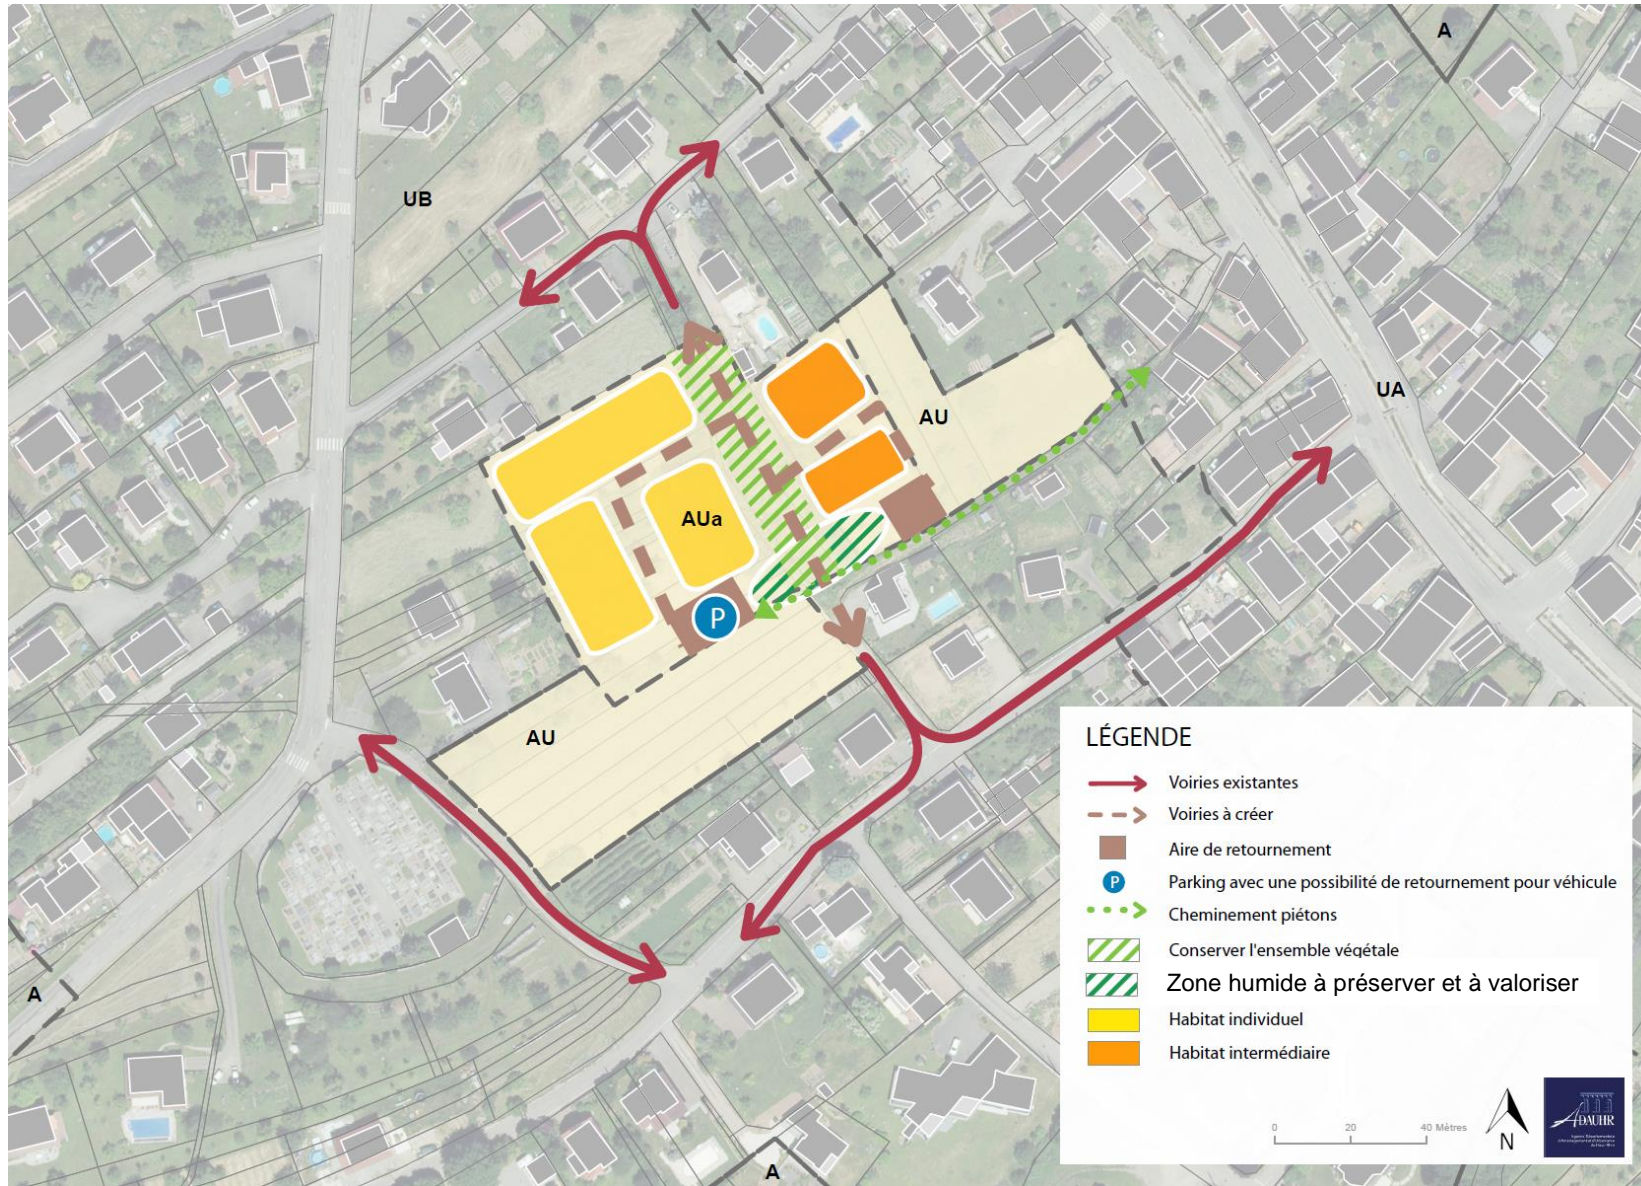 A
UB
UA
AU
AUa
P
AU
A
A
LÉGENDE
Voiries existantes
Voiries à créer
Aire de retournement
P Parking avec une possibilité de retournement pour véhicule
Cheminement piétons
Conserver l'ensemble végétale
Zone humide à préserver et à valoriser
Habitat individuel
Habitat intermédiaire
0 20 40 Mètres
N
ADAUHR